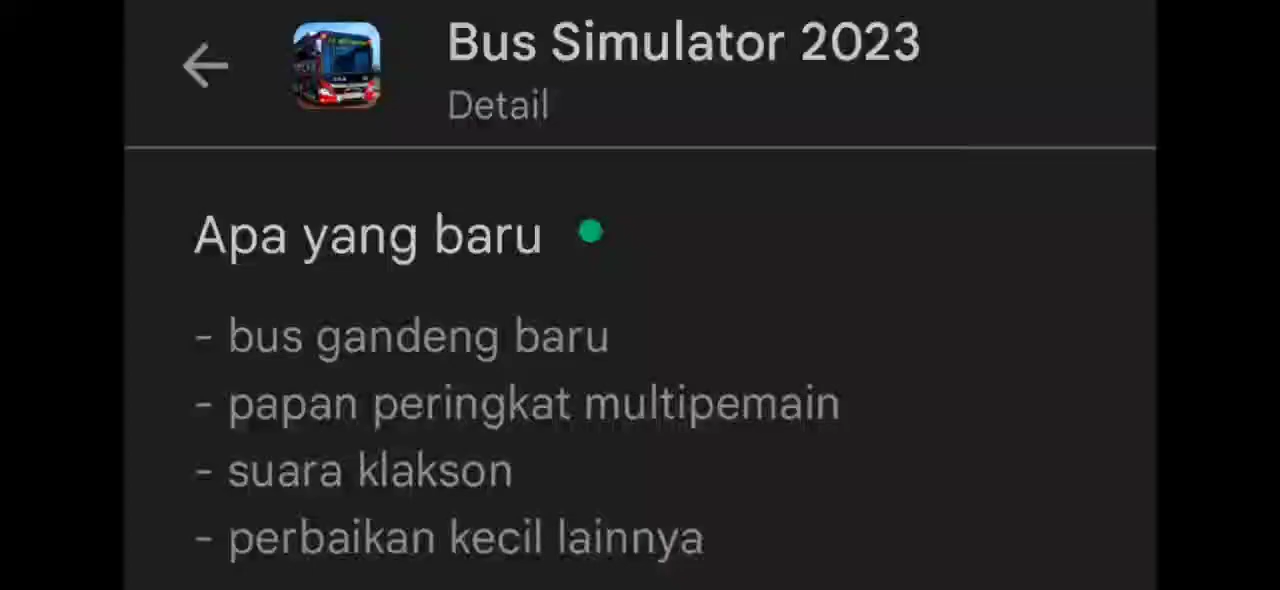 Bus Simulator 2023
Detail
Apa yang baru
- bus gandeng baru
- papan peringkat multipemain
- suara klakson
- perbaikan kecil lainnya